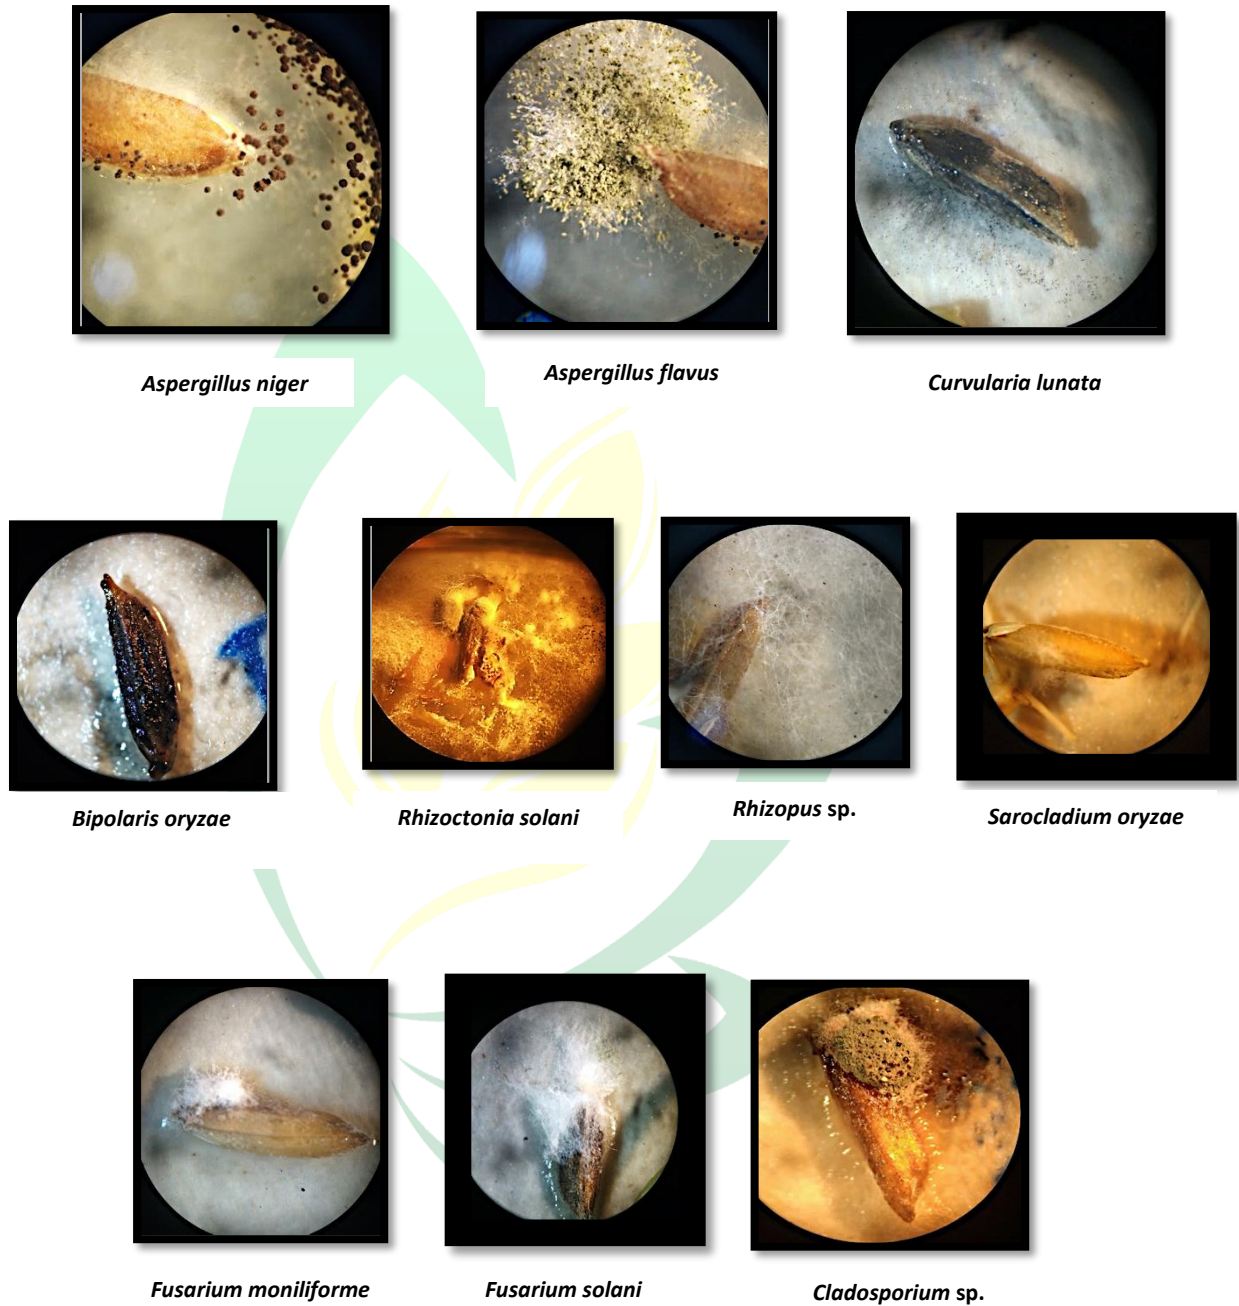 Aspergillus niger
Aspergillus flavus
Curvularia lunata
Bipolaris oryzae
Rhizoctonia solani
Rhizopus sp.
Sarocladium oryzae
Fusarium moniliforme
Fusarium solani
Cladosporium sp.